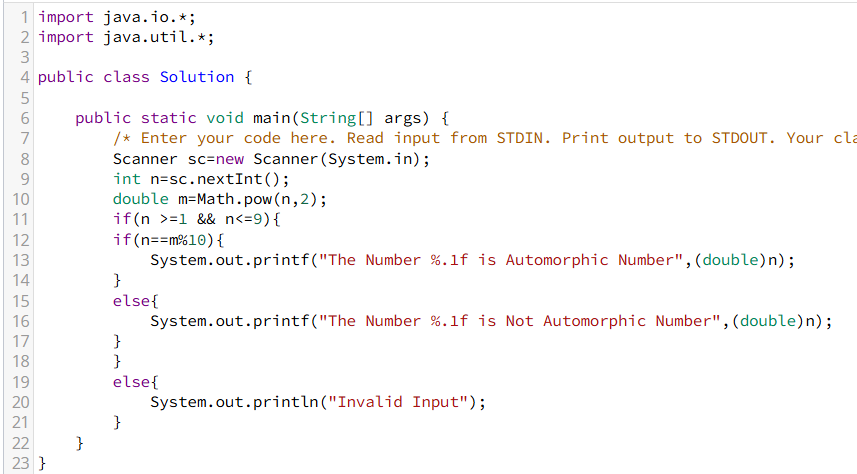 1 import java.io.*;
2 import java.util.*;
3
4 public class Solution {
5
6     public static void main(String[] args) {
7         /* Enter your code here. Read input from STDIN. Print output to STDOUT. Your cla
8         Scanner sc=new Scanner(System.in);
9         int n=sc.nextInt();
10         double m=Math.pow(n,2);
11         if(n >=1 && n<=9){
12         if(n==m%10){
13             System.out.printf("The Number %.1f is Automorphic Number",(double)n);
14         }
15         else{
16             System.out.printf("The Number %.1f is Not Automorphic Number",(double)n);
17         }
18         }
19         else{
20             System.out.println("Invalid Input");
21         }
22     }
23 }